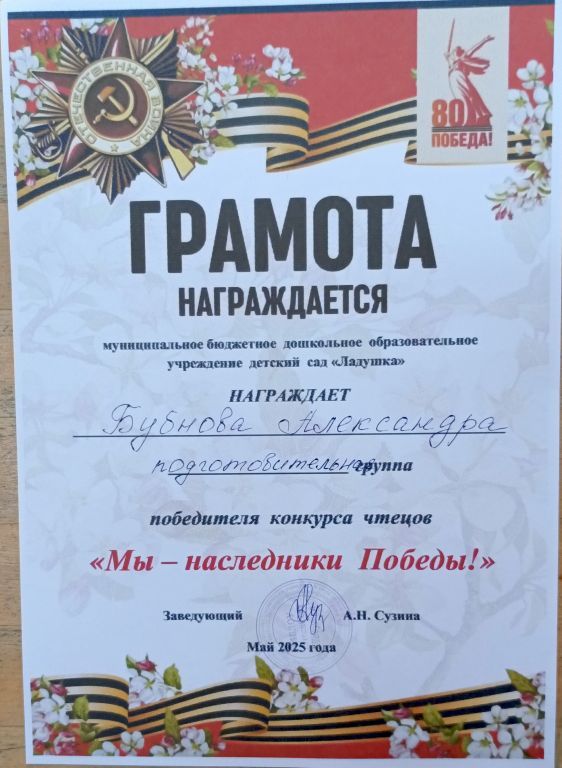 ОТЕЧЕСТВЕННАЯ ВОЙНА
80
ПОБЕДА!
ГРАМОТА
НАГРАЖДАЕТСЯ
муниципальное бюджетное дошкольное образовательное
учреждение детский сад «Ладушка»
НАГРАЖДАЕТ
Бубнова Александра
подготовительная группа
победителя конкурса чтецов
«Мы – наследники Победы!»
Заведующий А.Н. Сузина
Май 2025 года